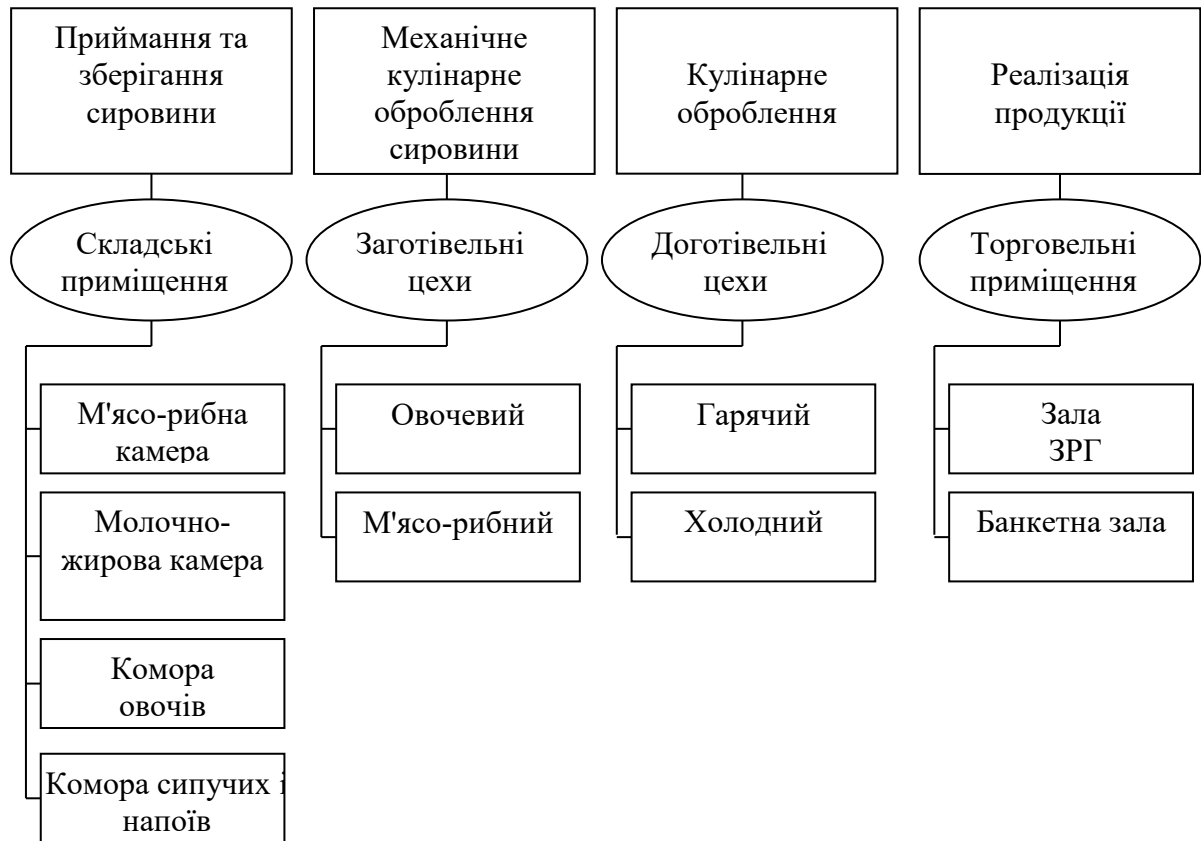 Приймання та
зберігання
сировини
Механічне
кулінарне
оброблення
сировини
Кулінарне
оброблення
Реалізація
продукції
Складські
приміщення
Заготівельні
цехи
Доготівельні
цехи
Торговельні
приміщення
М'ясо-рибна
камера
Молочно-
жирова камера
Комора
овочів
Комора сипучих і
напоїв
Овочевий
М'ясо-рибний
Гарячий
Холодний
Зала
ЗРГ
Банкетна зала